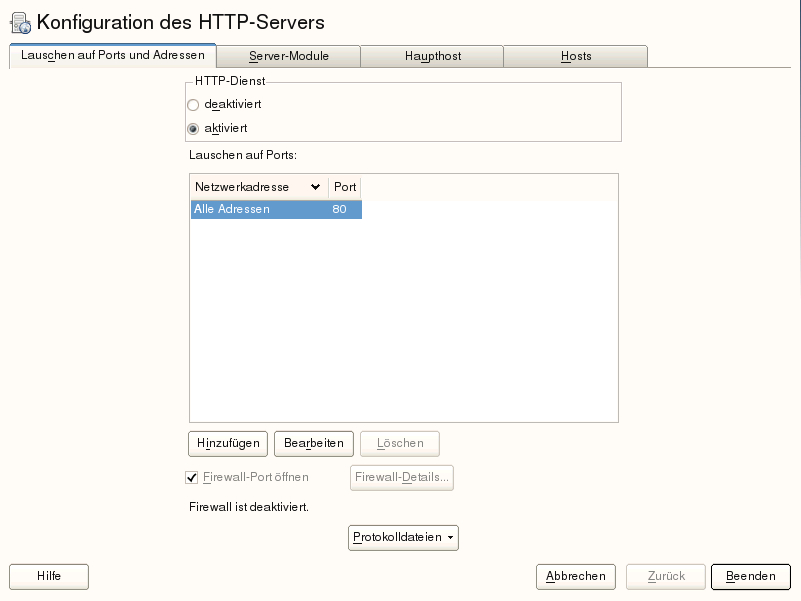 Konfiguration des HTTP-Servers
Lauschen auf Ports und Adressen Server-Module Haupthost Hosts
HTTP-Dienst
deaktiviert
aktiviert
Lauschen auf Ports:
Netzwerkadresse Port
Alle Adressen 80
Hinzufügen Bearbeiten Löschen
Firewall-Port öffnen Firewall-Details...
Firewall ist deaktiviert.
Protokolldateien
Hilfe Abbrechen Zurück Beenden